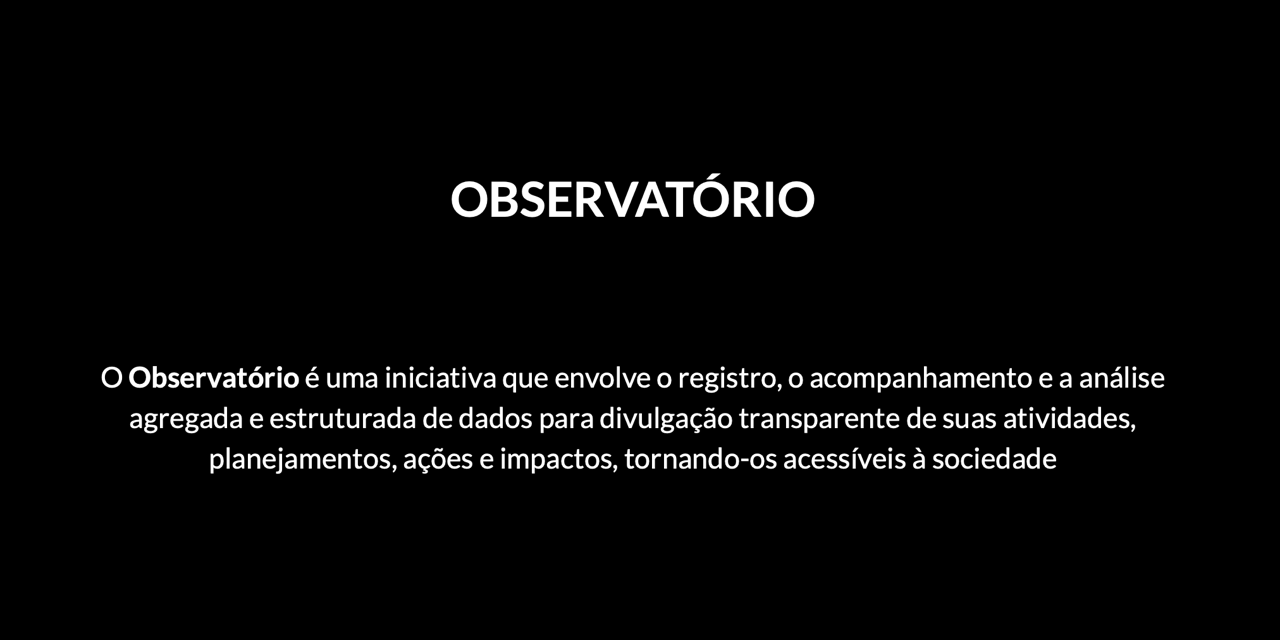 OBSERVATÓRIO
O Observatório é uma iniciativa que envolve o registro, o acompanhamento e a análise
agregada e estruturada de dados para divulgação transparente de suas atividades,
planejamentos, ações e impactos, tornando-os acessíveis à sociedade